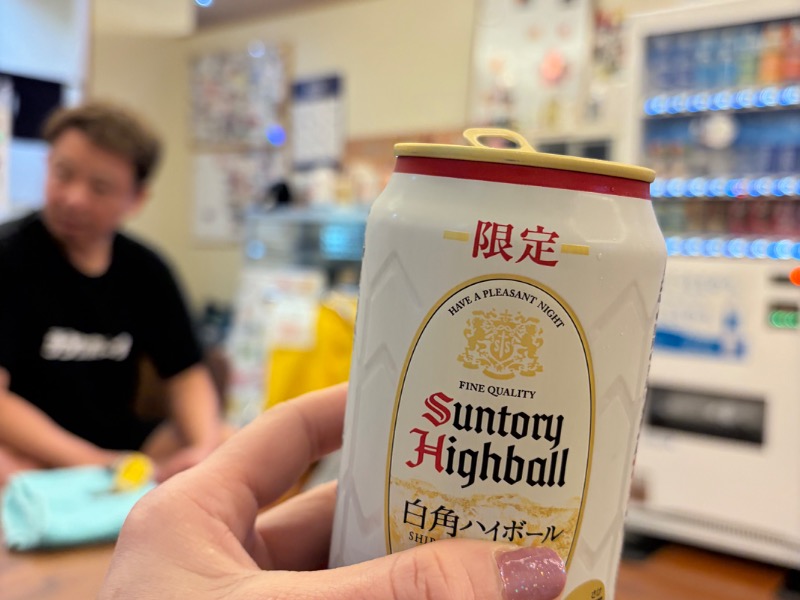 限定
HAVE A PLEASANT NIGHT
FINE QUALITY
Suntory
Highball
白角ハイボール